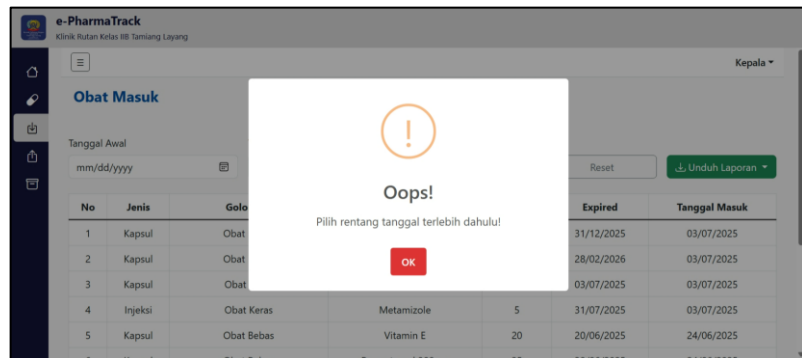 e-PharmaTrack
Klinik Rutan Kelas IIB Tamiang Layang
Kepala
Obat Masuk
Tanggal Awal
mm/dd/yyyy
Reset
Unduh Laporan
Oops!
Pilih rentang tanggal terlebih dahulu!
OK
No Jenis Golo Expired Tanggal Masuk
1 Kapsul Obat 31/12/2025 03/07/2025
2 Kapsul Obat 28/02/2026 03/07/2025
3 Kapsul Obat 03/07/2025 03/07/2025
4 Injeksi Obat Keras Metamizole 5 31/07/2025 03/07/2025
5 Kapsul Obat Bebas Vitamin E 20 20/06/2025 24/06/2025